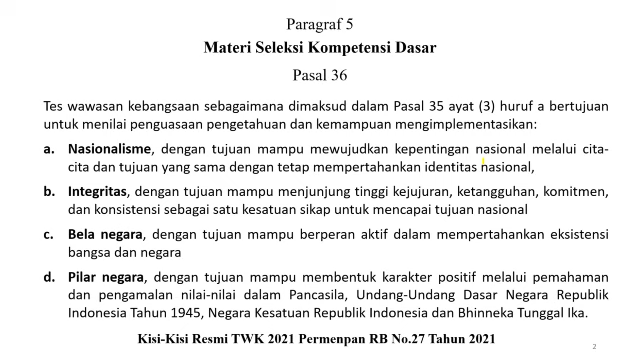 Paragraf 5
Materi Seleksi Kompetensi Dasar
Pasal 36
Tes wawasan kebangsaan sebagaimana dimaksud dalam Pasal 35 ayat (3) huruf a bertujuan
untuk menilai penguasaan pengetahuan dan kemampuan mengimplementasikan:
a. Nasionalisme, dengan tujuan mampu mewujudkan kepentingan nasional melalui cita-
cita dan tujuan yang sama dengan tetap mempertahankan identitas nasional,
b. Integritas, dengan tujuan mampu menjunjung tinggi kejujuran, ketangguhan, komitmen,
dan konsistensi sebagai satu kesatuan sikap untuk mencapai tujuan nasional
c. Bela negara, dengan tujuan mampu berperan aktif dalam mempertahankan eksistensi
bangsa dan negara
d. Pilar negara, dengan tujuan mampu membentuk karakter positif melalui pemahaman
dan pengamalan nilai-nilai dalam Pancasila, Undang-Undang Dasar Negara Republik
Indonesia Tahun 1945, Negara Kesatuan Republik Indonesia dan Bhinneka Tunggal Ika.
Kisi-Kisi Resmi TWK 2021 Permenpan RB No.27 Tahun 2021
2